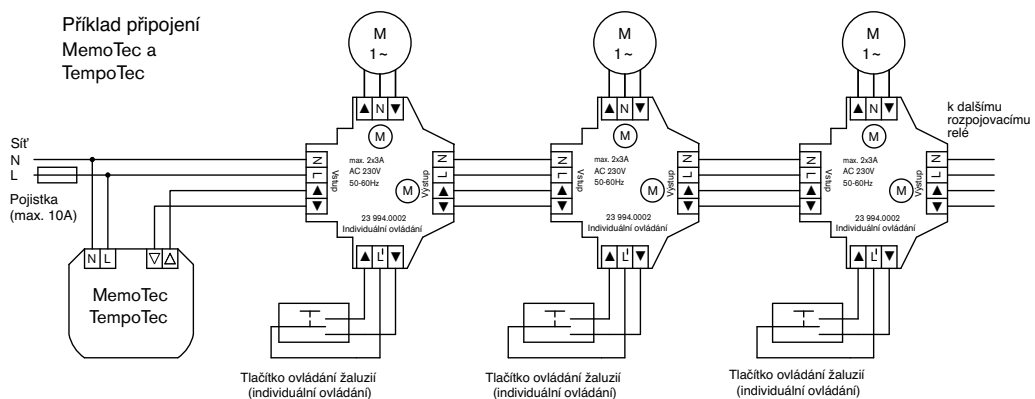 Příklad připojení
MemoTec a
TempoTec
Síť
N
L
Pojistka
(max. 10A)
N L ▽ △
MemoTec
TempoTec
M
1~
▲ N ▼
M
max. 2x3A
AC 230V
50-60Hz
N
L
▲
▼
Vstup
M
Výstup
N
L
▲
▼
23 994.0002
Individuální ovládání
▲ L' ▼
Tlačítko ovládání žaluzií
(individuální ovládání)
M
1~
▲ N ▼
M
max. 2x3A
AC 230V
50-60Hz
N
L
▲
▼
Vstup
M
Výstup
N
L
▲
▼
23 994.0002
Individuální ovládání
▲ L' ▼
Tlačítko ovládání žaluzií
(individuální ovládání)
M
1~
▲ N ▼
M
max. 2x3A
AC 230V
50-60Hz
N
L
▲
▼
Vstup
M
Výstup
N
L
▲
▼
23 994.0002
Individuální ovládání
▲ L' ▼
Tlačítko ovládání žaluzií
(individuální ovládání)
k dalšímu
rozpojovacímu
relé